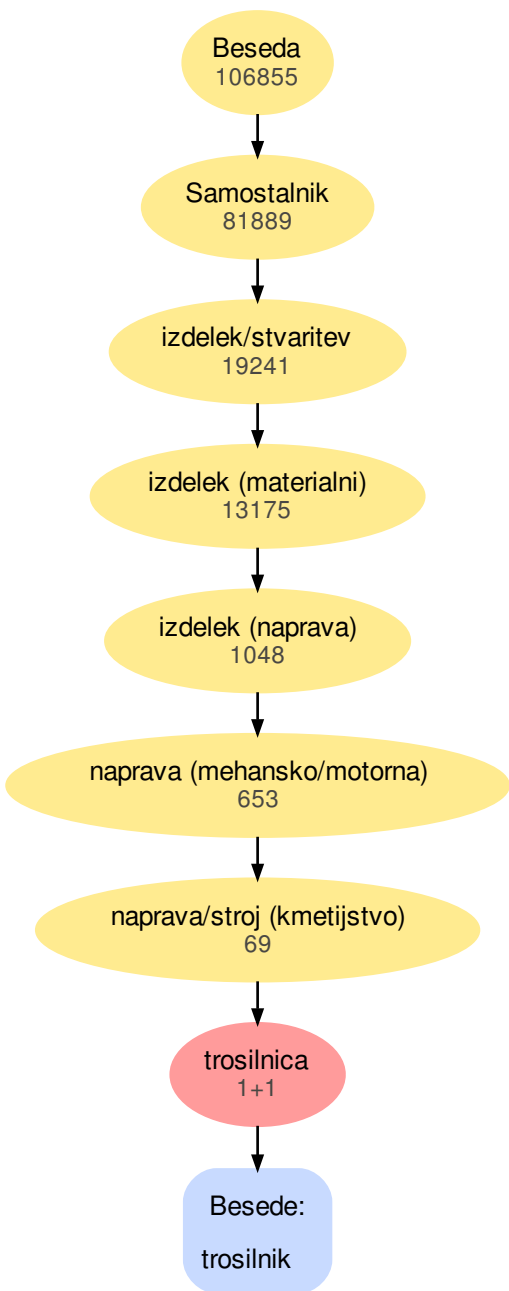 Beseda
106855
Samostalnik
81889
izdelek/stvaritev
19241
izdelek (materialni)
13175
izdelek (naprava)
1048
naprava (mehansko/motorna)
653
naprava/stroj (kmetijstvo)
69
trosilnica
1+1
Besede:
trosilnik